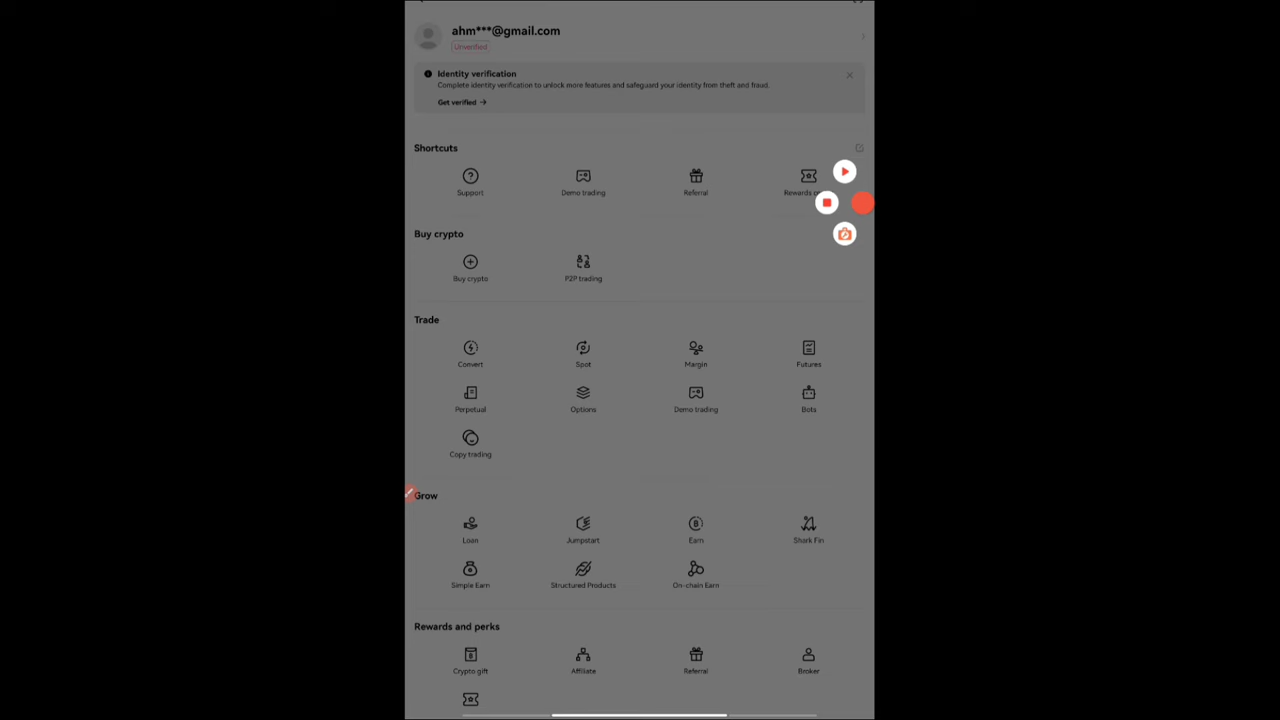 ahm***@gmail.com
Unverified
Identity verification
Complete identity verification to unlock more features and safeguard your identity from theft and fraud.
Get verified
Shortcuts
Support
Demo trading
Referral
Rewards
Buy crypto
Buy crypto
P2P trading
Trade
Convert
Spot
Margin
Futures
Perpetual
Options
Demo trading
Bots
Copy trading
Grow
Loan
Jumpstart
Earn
Shark Fin
Simple Earn
Structured Products
On-chain Earn
Rewards and perks
Crypto gift
Affiliate
Referral
Broker